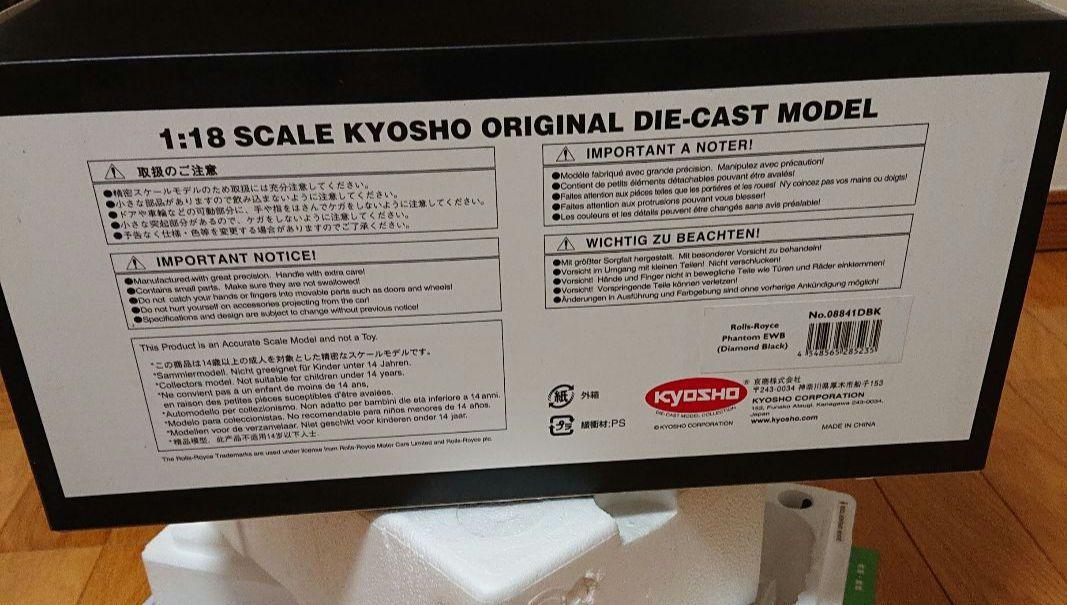 1:18 SCALE KYOSHO ORIGINAL DIE-CAST MODEL
取扱のご注意
●精密スケールモデルのため取扱には充分注意してください。
●小さな部品がありますので飲み込まないように注意してください。
●ドアや車輪などの可動部分に、手や指をはさんでケガをしないように注意してください。
●小さな突起部分があるので、ケガをしないように注意してください。
●予告なく仕様・色等を変更する場合がありますのでご了承ください。
IMPORTANT NOTICE!
●Manufactured with great precision. Handle with extra care!
●Contains small parts. Make sure they are not swallowed!
●Do not catch your hands or fingers into movable parts such as doors and wheels!
●Do not hurt yourself on accessories projecting from the car!
●Specifications and design are subject to change without previous notice!
This Product is an Accurate Scale Model and not a Toy.
*この商品は14歳以上の成人を対象とした精密なスケールモデルです。
*Sammlermodell. Nicht greeignet für Kinder unter 14 Jahren.
*Collectors model. Not suitable for children under 14 years.
*Ne convient pas à un enfant de moins de 14 ans,
en raison des petites pièces suceptibles d'être avalées.
*Automodello per collezionismo. Non adatto per bambini die età inferiore a 14 anni.
*Modelo para coleccionistas. No recomendable para niños menores de 14 años.
*Modellen voor de verzamelaar. Niet geschikt voor kinderen onder 14 jaar.
*精品模型，此产品不适用14岁以下人士
The Rolls-Royce Trademarks are used under license from Rolls-Royce Motor Cars Limited and Rolls-Royce plc.
IMPORTANT A NOTER!
●Modèle fabriqué avec grande précision. Manipulez avec précaution!
●Contient de petits éléments détachables pouvant être avalés!
●Faites attention aux pièces telles que les portières et les roues! N'y coincez pas vos mains ou doigts!
●Faites attention aux protrusions pouvant vous blesser!
●Les couleurs et les détails peuvent être changés sans avis préalable!
WICHTIG ZU BEACHTEN!
●Mit größter Sorgfalt hergestellt. Mit besonderer Vorsicht zu behandeln!
●Vorsicht im Umgang mit kleinen Teilen! Nicht verschlucken!
●Vorsicht! Hände und Finger nicht in bewegliche Teile wie Türen und Räder einklemmen!
●Vorsicht! Vorspringende Teile können verletzen!
●Änderungen in Ausführung und Farbgebung sind ohne vorherige Ankündigung möglich!
No.08841DBK
Rolls-Royce
Phantom EWB
(Diamond Black)
4 548565 285235
紙 外箱
プラ 緩衝材:PS
KYOSHO ®
DIE-CAST MODEL COLLECTION
© KYOSHO CORPORATION
京商株式会社
〒243-0034 神奈川県厚木市船子153
KYOSHO CORPORATION
153, Funako Atsugi, Kanagawa 243-0034,
Japan
www.kyosho.com
MADE IN CHINA